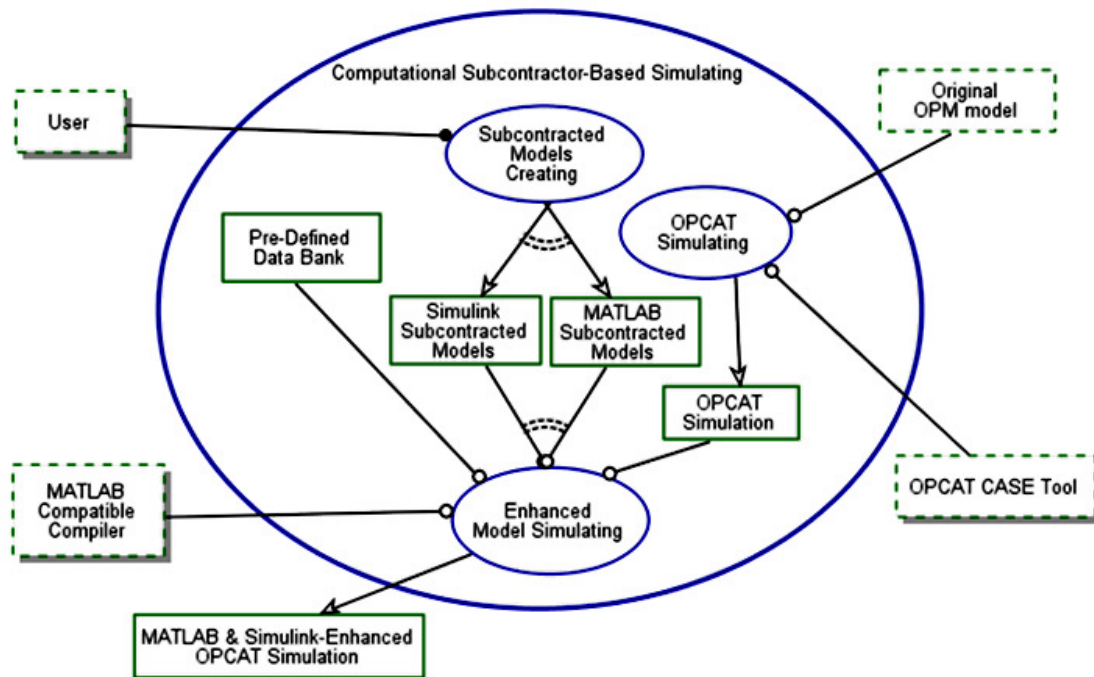 Computational Subcontractor-Based Simulating
User
Subcontracted
Models
Creating
Original
OPM model
OPCAT
Simulating
Pre-Defined
Data Bank
Simulink
Subcontracted
Models
MATLAB
Subcontracted
Models
OPCAT
Simulation
MATLAB
Compatible
Compiler
Enhanced
Model Simulating
OPCAT CASE Tool
MATLAB & Simulink-Enhanced
OPCAT Simulation